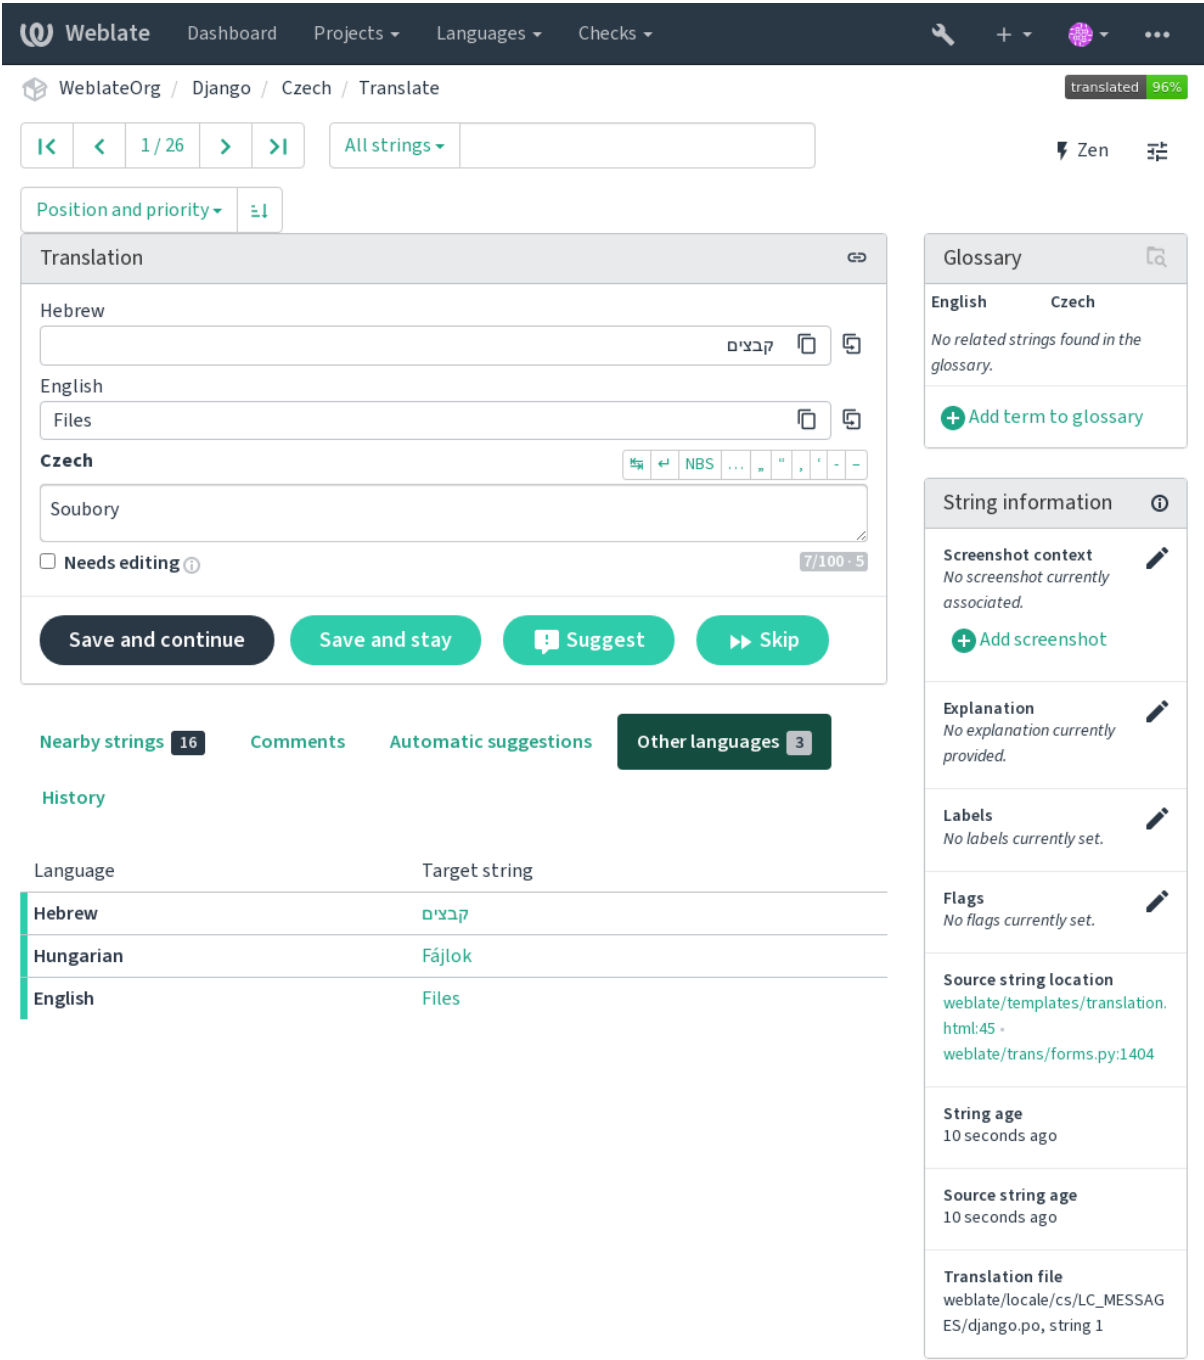 Weblate Dashboard Projects Languages Checks
WeblateOrg / Django / Czech / Translate
translated 96%
1 / 26
All strings
Zen
Position and priority
Translation
Hebrew
קבצים
English
Files
Czech
NBS … „ “ ‚ ‘ - –
Soubory
Needs editing
7/100 · 5
Save and continue
Save and stay
Suggest
Skip
Nearby strings 16
Comments
Automatic suggestions
Other languages 3
History
Language Target string
Hebrew קבצים
Hungarian Fájlok
English Files
Glossary
English Czech
No related strings found in the
glossary.
Add term to glossary
String information
Screenshot context
No screenshot currently
associated.
Add screenshot
Explanation
No explanation currently
provided.
Labels
No labels currently set.
Flags
No flags currently set.
Source string location
weblate/templates/translation.
html:45 •
weblate/trans/forms.py:1404
String age
10 seconds ago
Source string age
10 seconds ago
Translation file
weblate/locale/cs/LC_MESSAG
ES/django.po, string 1